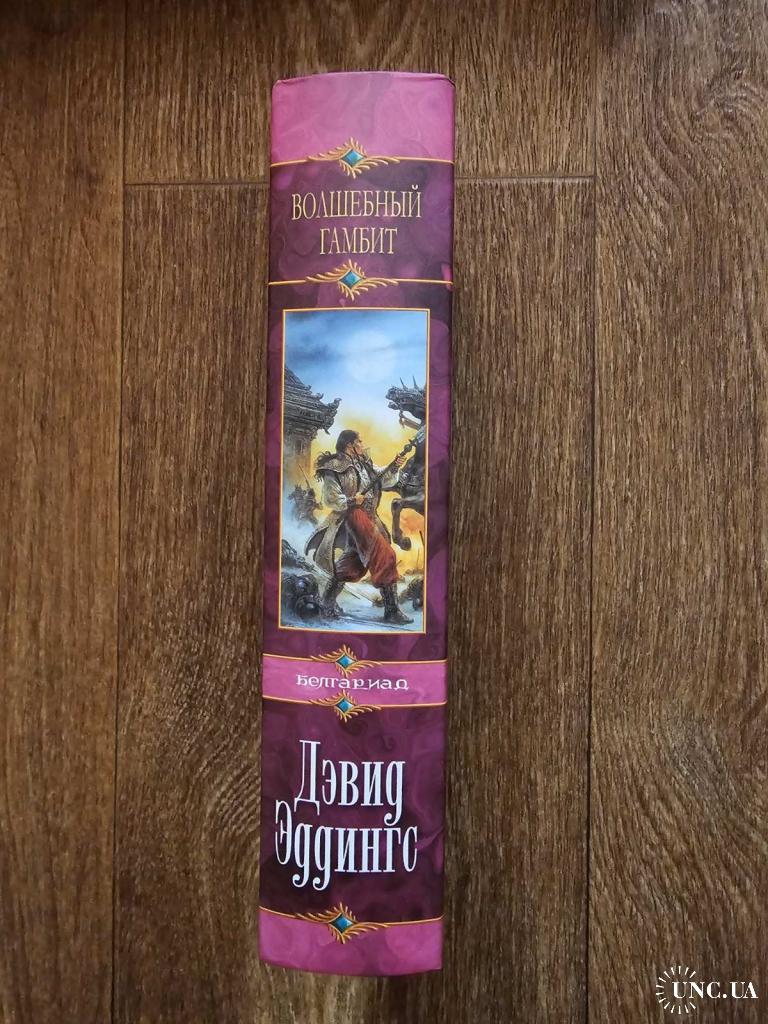 ВОЛШЕБНЫЙ
ГАМБИТ
Белгариад
Дэвид
Эддингс
UNC.UA